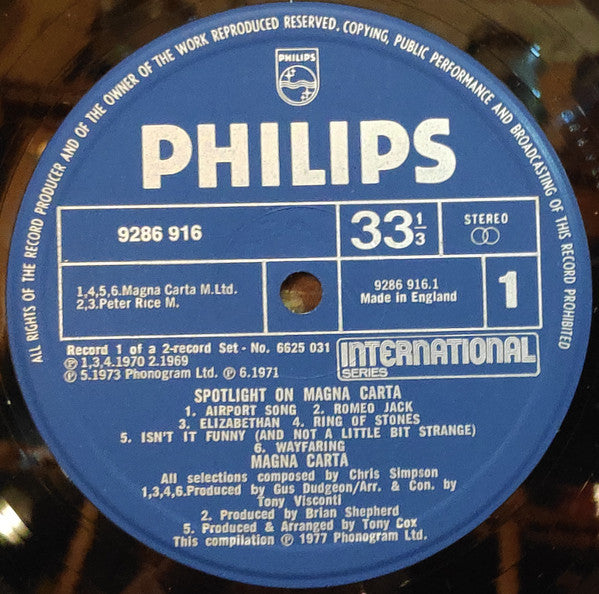 ALL RIGHTS OF THE RECORD PRODUCER AND OF THE OWNER OF THE WORK REPRODUCED RESERVED. COPYING, PUBLIC PERFORMANCE AND BROADCASTING OF THIS RECORD PROHIBITED
PHILIPS
PHILIPS
9286 916
33 1/3
STEREO
1,4,5,6.Magna Carta M.Ltd.
2,3.Peter Rice M.
9286 916.1
Made in England
1
Record 1 of a 2-record Set - No. 6625 031
℗ 1,3,4.1970 2.1969
℗ 5.1973 Phonogram Ltd. ℗ 6.1971
INTERNATIONAL
SERIES
SPOTLIGHT ON MAGNA CARTA
1. AIRPORT SONG 2. ROMEO JACK
3. ELIZABETHAN 4. RING OF STONES
5. ISN'T IT FUNNY (AND NOT A LITTLE BIT STRANGE)
6. WAYFARING
MAGNA CARTA
All selections composed by Chris Simpson
1,3,4,6.Produced by Gus Dudgeon/Arr. & Con. by
Tony Visconti
2. Produced by Brian Shepherd
5. Produced & Arranged by Tony Cox
This compilation ℗ 1977 Phonogram Ltd.